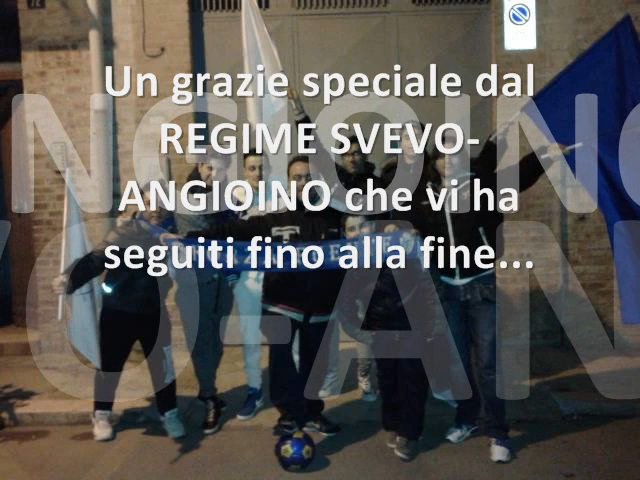 Un grazie speciale dal
REGIME SVEVO-
ANGIOINO che vi ha
seguiti fino alla fine...